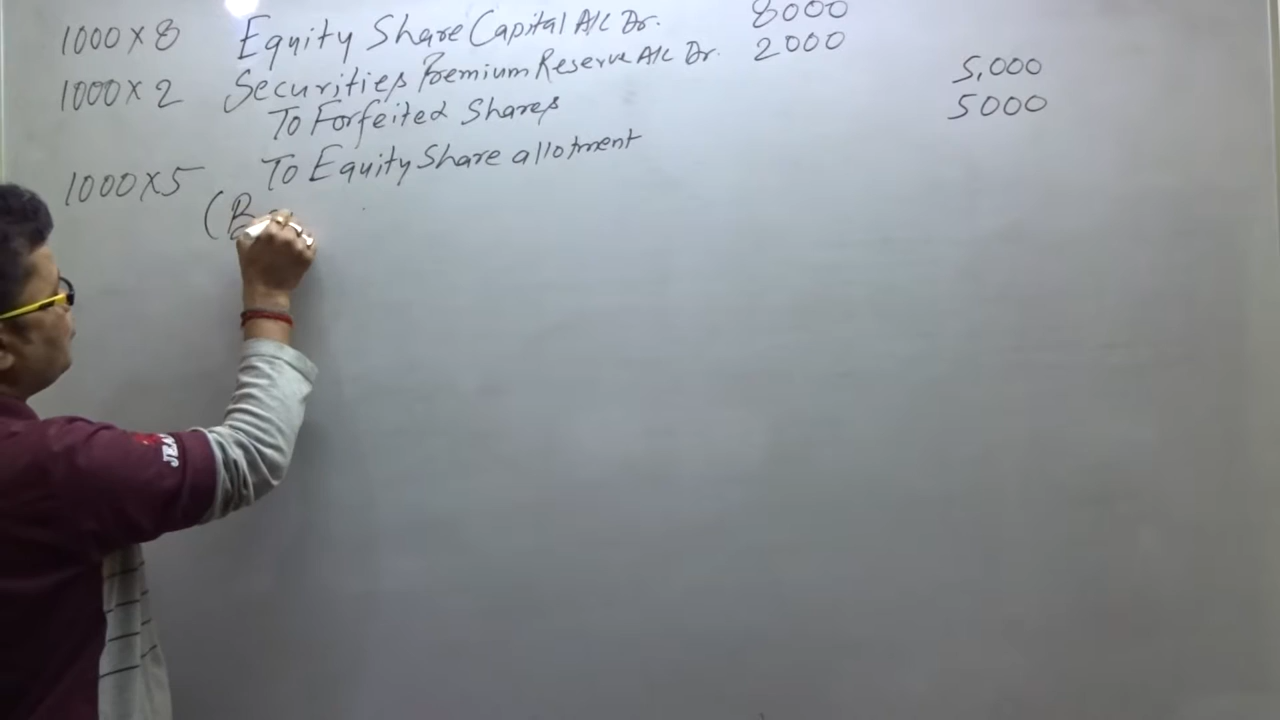 1000 × 8 Equity Share Capital A/c Dr. 8000
1000 × 2 Securities Premium Reserve A/c Dr. 2000
To Forfeited Shares 5,000
1000 × 5 To Equity Share allotment 5000
(B
JEA